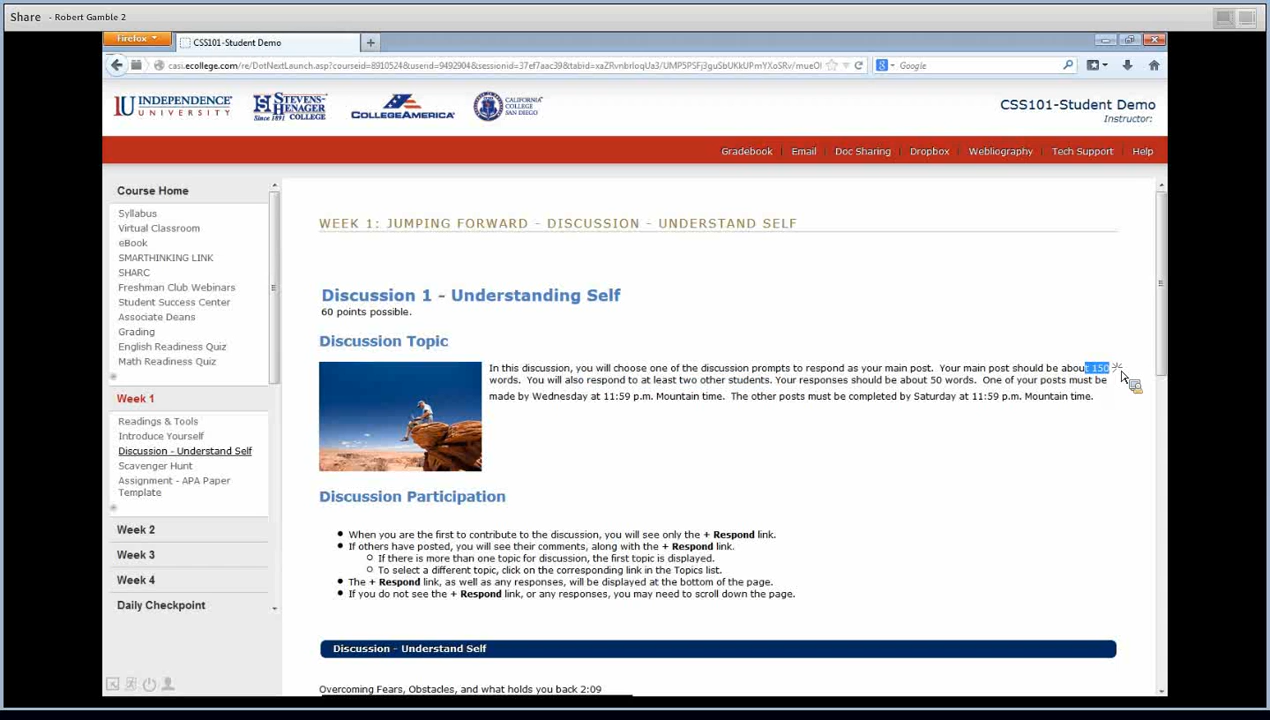 Share - Robert Gamble 2
Firefox
CSS101-Student Demo
Google
INDEPENDENCE
UNIVERSITY
STEVENS-
HENAGER
Since 1891 COLLEGE
COLLEGEAMERICA
CALIFORNIA
COLLEGE
SAN DIEGO
CSS101-Student Demo
Instructor:
Gradebook | Email | Doc Sharing | Dropbox | Webliography | Tech Support | Help
Course Home
Syllabus
Virtual Classroom
eBook
SMARTHINKING LINK
SHARC
Freshman Club Webinars
Student Success Center
Associate Deans
Grading
English Readiness Quiz
Math Readiness Quiz
Week 1
Readings & Tools
Introduce Yourself
Discussion - Understand Self
Scavenger Hunt
Assignment - APA Paper
Template
Week 2
Week 3
Week 4
Daily Checkpoint
WEEK 1: JUMPING FORWARD - DISCUSSION - UNDERSTAND SELF
Discussion 1 - Understanding Self
60 points possible.
Discussion Topic
In this discussion, you will choose one of the discussion prompts to respond as your main post. Your main post should be about 150
words. You will also respond to at least two other students. Your responses should be about 50 words. One of your posts must be
made by Wednesday at 11:59 p.m. Mountain time. The other posts must be completed by Saturday at 11:59 p.m. Mountain time.
Discussion Participation
When you are the first to contribute to the discussion, you will see only the + Respond link.
If others have posted, you will see their comments, along with the + Respond link.
If there is more than one topic for discussion, the first topic is displayed.
To select a different topic, click on the corresponding link in the Topics list.
The + Respond link, as well as any responses, will be displayed at the bottom of the page.
If you do not see the + Respond link, or any responses, you may need to scroll down the page.
Discussion - Understand Self
Overcoming Fears, Obstacles, and what holds you back 2:09